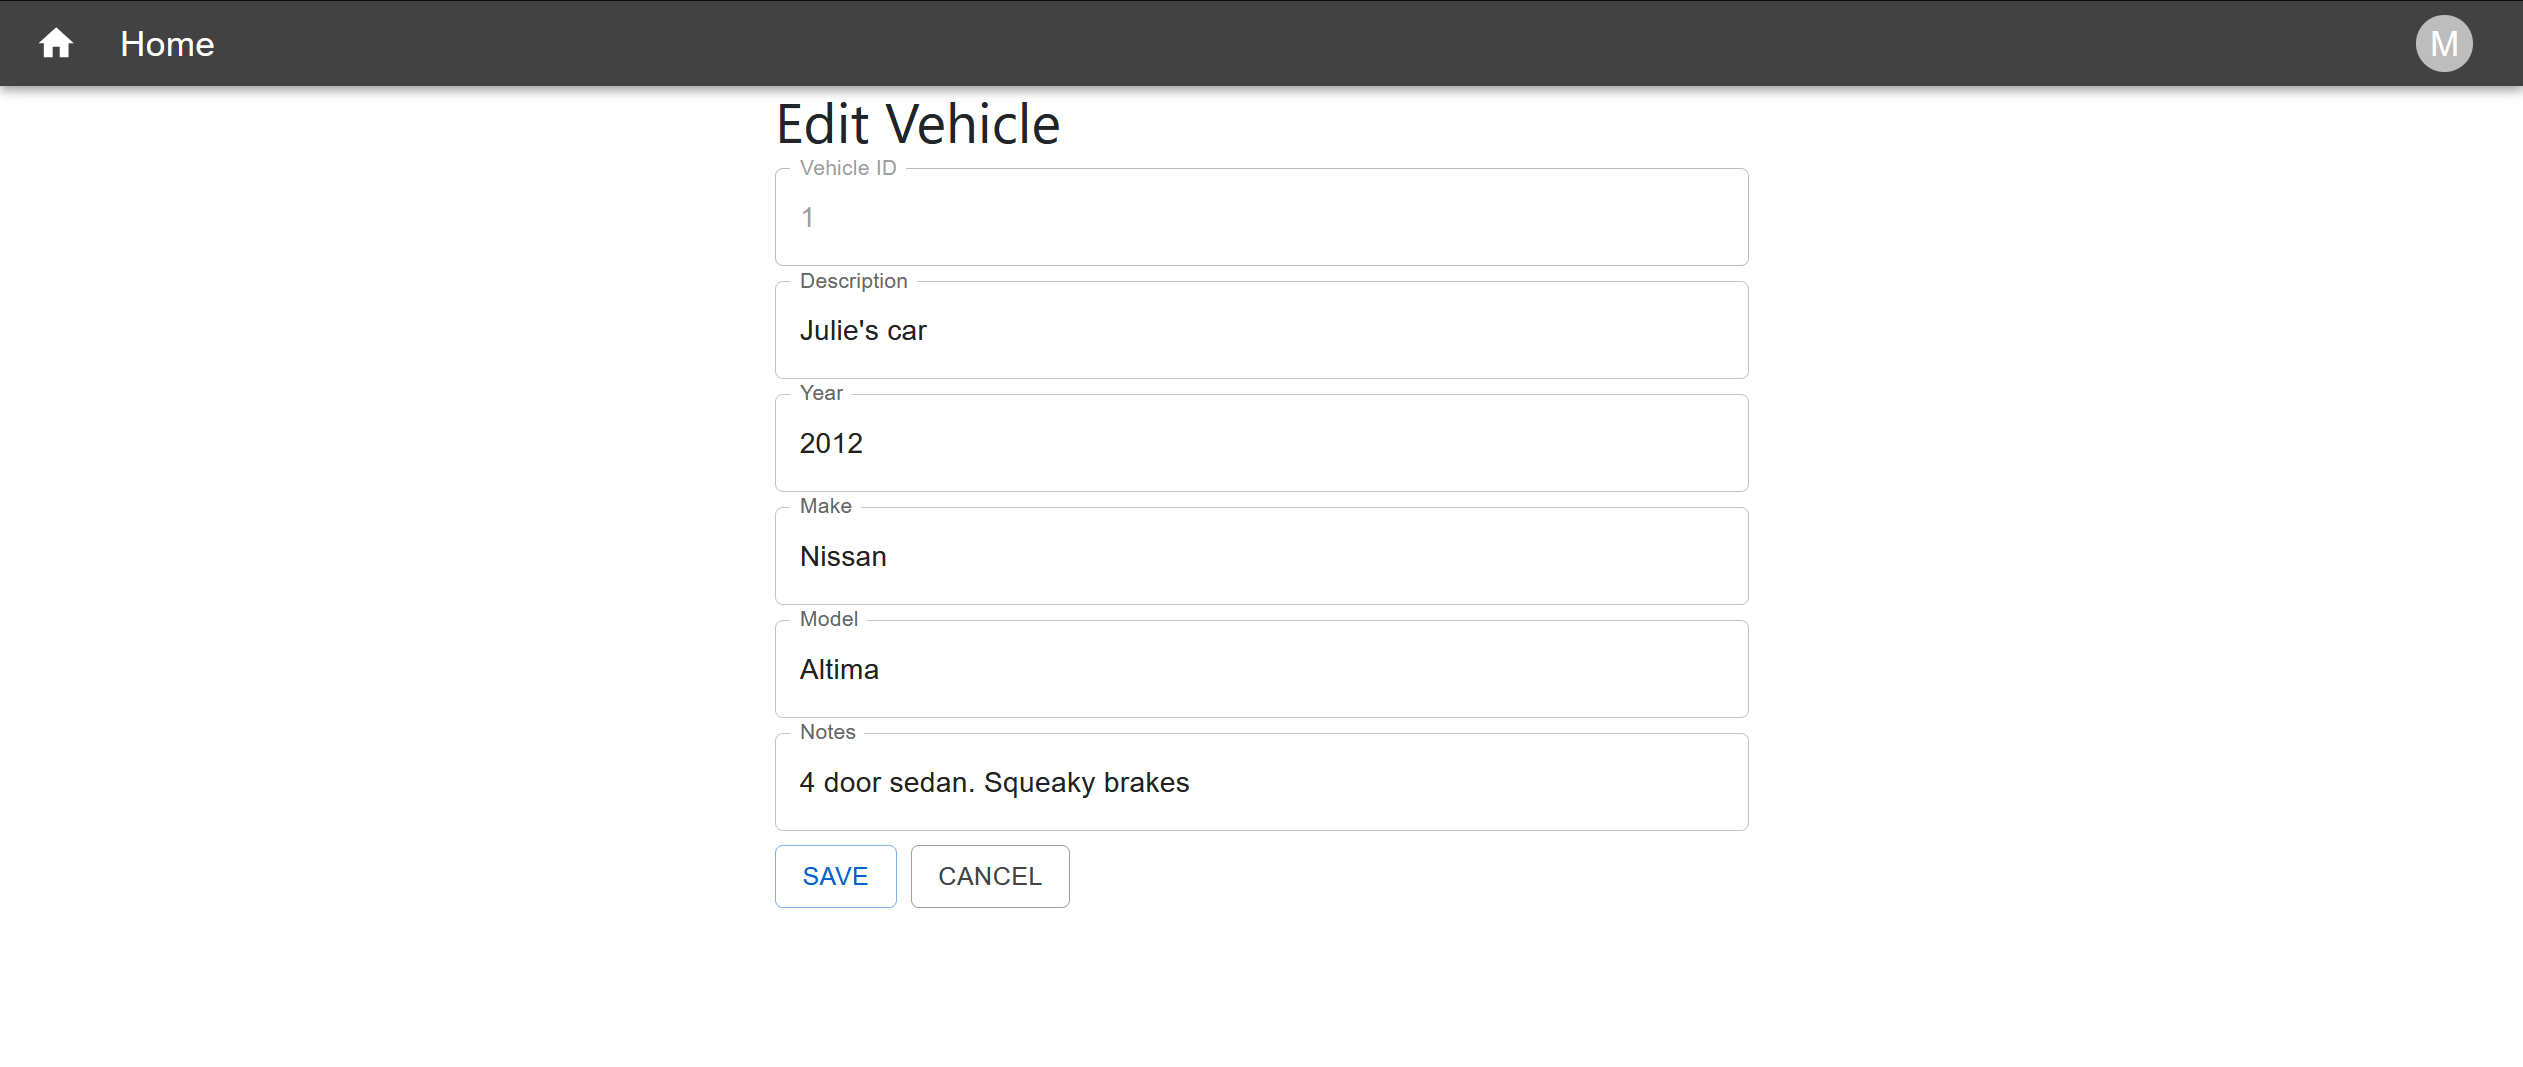 Home
M
Edit Vehicle
Vehicle ID
1
Description
Julie's car
Year
2012
Make
Nissan
Model
Altima
Notes
4 door sedan. Squeaky brakes
SAVE CANCEL